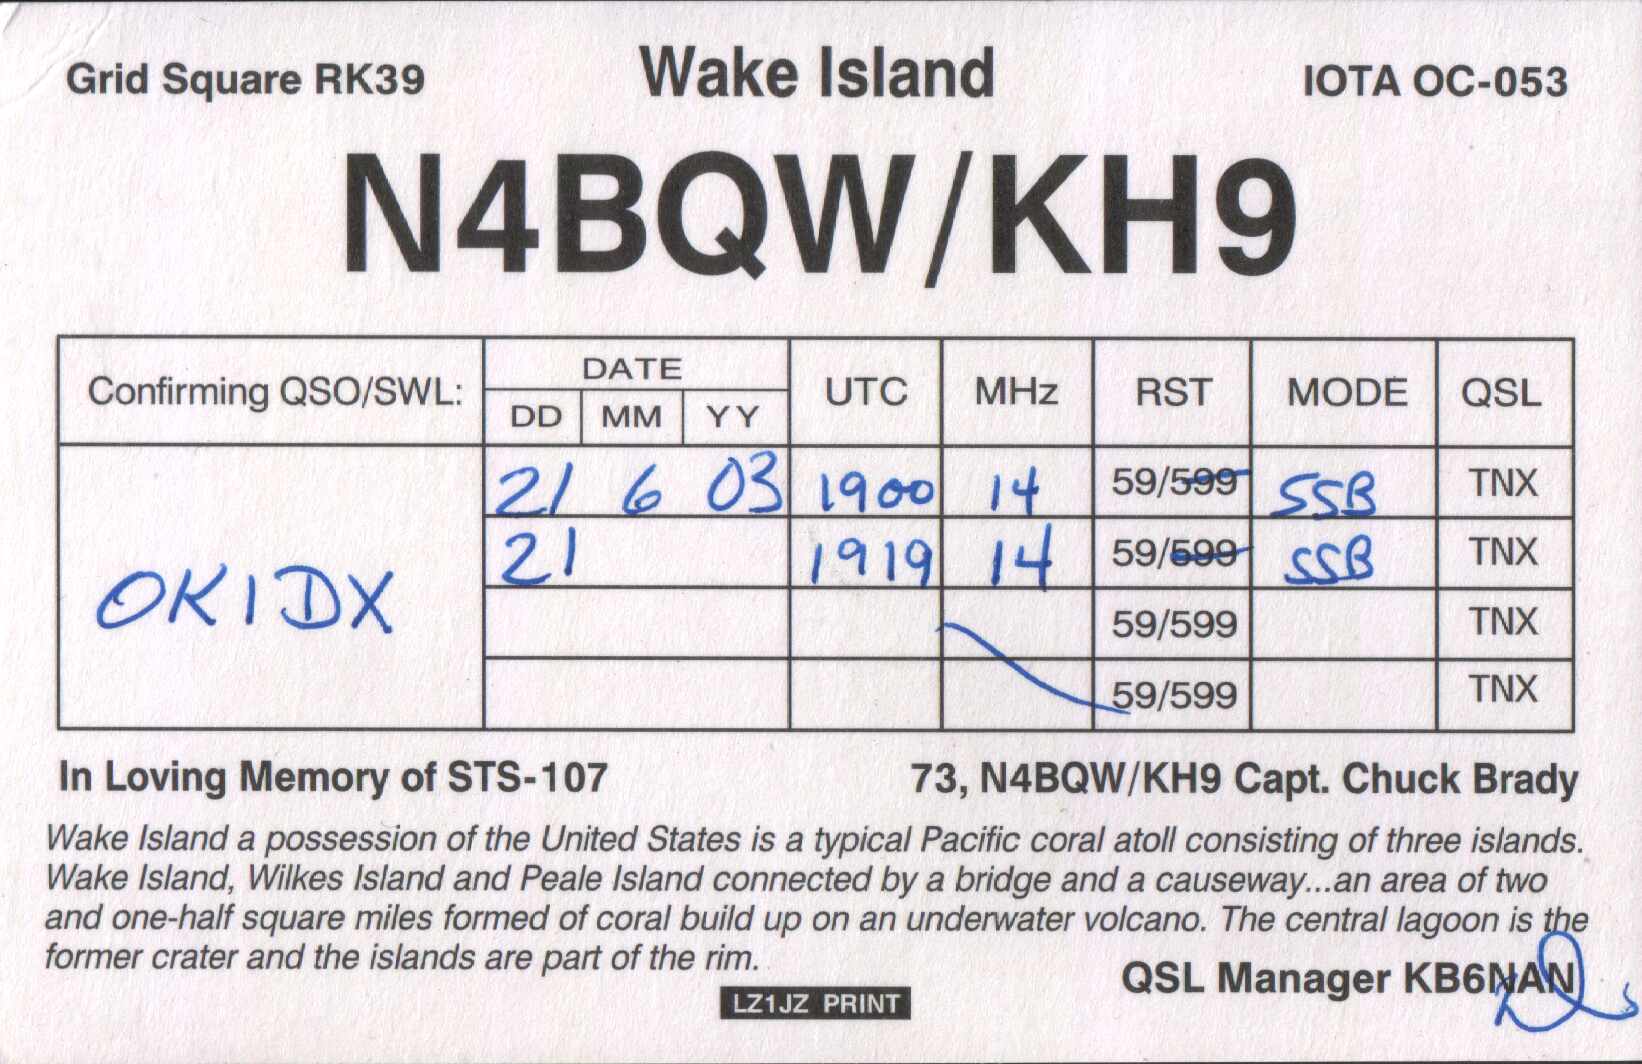 Grid Square RK39 Wake Island IOTA OC-053
N4BQW/KH9
Confirming QSO/SWL: DATE UTC MHz RST MODE QSL
DD MM YY
21 6 03 1900 14 59/599 SSB TNX
21 1919 14 59/599 SSB TNX
OK1DX
59/599 TNX
59/599 TNX
In Loving Memory of STS-107 73, N4BQW/KH9 Capt. Chuck Brady
Wake Island a possession of the United States is a typical Pacific coral atoll consisting of three islands.
Wake Island, Wilkes Island and Peale Island connected by a bridge and a causeway...an area of two
and one-half square miles formed of coral build up on an underwater volcano. The central lagoon is the
former crater and the islands are part of the rim.
QSL Manager KB6NAN
LZ1JZ PRINT